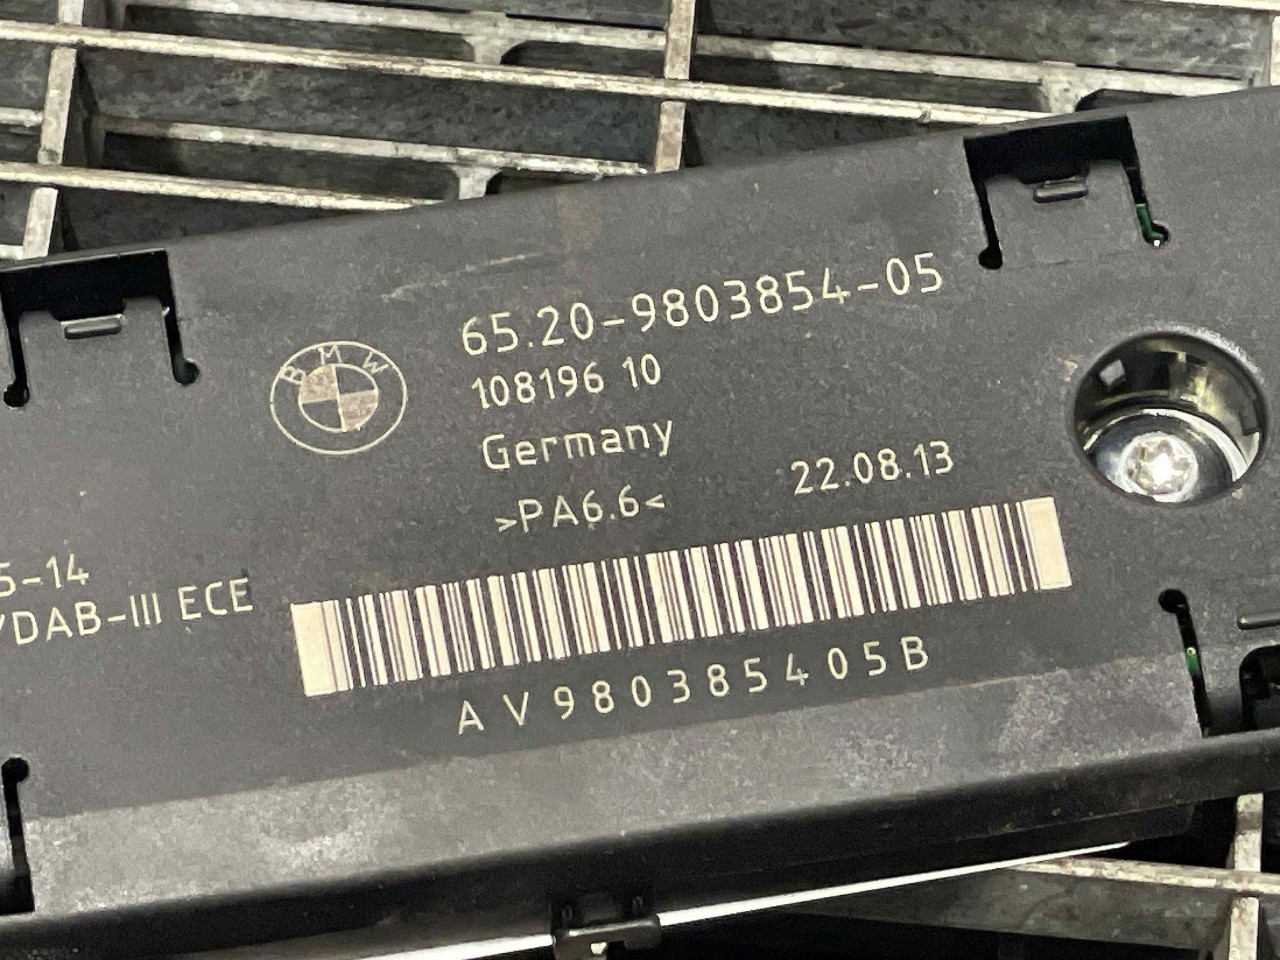 65.20-9803854-05
BMW
108196 10
Germany
>PA6.6<
22.08.13
5-14
/DAB-III ECE
AV980385405B